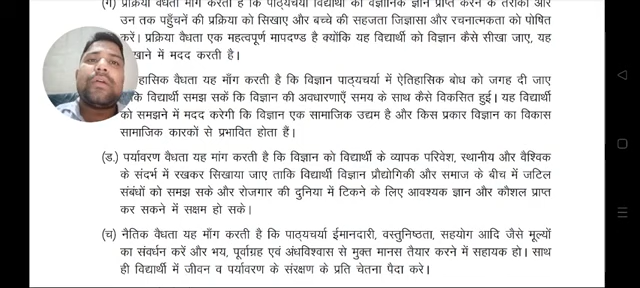 (ग) प्रक्रिया वैधता मांग करती है कि पाठ्यचर्या विद्यार्थी को वैज्ञानिक ज्ञान प्राप्त करने के तरीकों और
उन तक पहुँचनें की प्रक्रिया को सिखाए और बच्चे की सहजता जिज्ञासा और रचनात्मकता को पोषित
करें। प्रक्रिया वैधता एक महत्वपूर्ण मापदण्ड है क्योंकि यह विद्यार्थी को विज्ञान कैसे सीखा जाए, यह
खाने में मदद करती है।
हासिक वैधता यह माँग करती है कि विज्ञान पाठ्यचर्या में ऐतिहासिक बोध को जगह दी जाए
कि विद्यार्थी समझ सकें कि विज्ञान की अवधारणाएँ समय के साथ कैसे विकसित हुई। यह विद्यार्थी
को समझने में मदद करेगी कि विज्ञान एक सामाजिक उद्यम है और किस प्रकार विज्ञान का विकास
सामाजिक कारकों से प्रभावित होता हैं।
(ड.) पर्यावरण वैधता यह मांग करती है कि विज्ञान को विद्यार्थी के व्यापक परिवेश, स्थानीय और वैश्विक
के संदर्भ में रखकर सिखाया जाए ताकि विद्यार्थी विज्ञान प्रौद्योगिकी और समाज के बीच में जटिल
संबंधों को समझ सके और रोजगार की दुनिया में टिकने के लिए आवश्यक ज्ञान और कौशल प्राप्त
कर सकने में सक्षम हो सके।
(च) नैतिक वैधता यह माँग करती है कि पाठ्यचर्या ईमानदारी, वस्तुनिष्ठता, सहयोग आदि जैसे मूल्यों
का संवर्धन करें और भय, पूर्वाग्रह एवं अंधविश्वास से मुक्त मानस तैयार करने में सहायक हो। साथ
ही विद्यार्थी में जीवन व पर्यावरण के संरक्षण के प्रति चेतना पैदा करे।